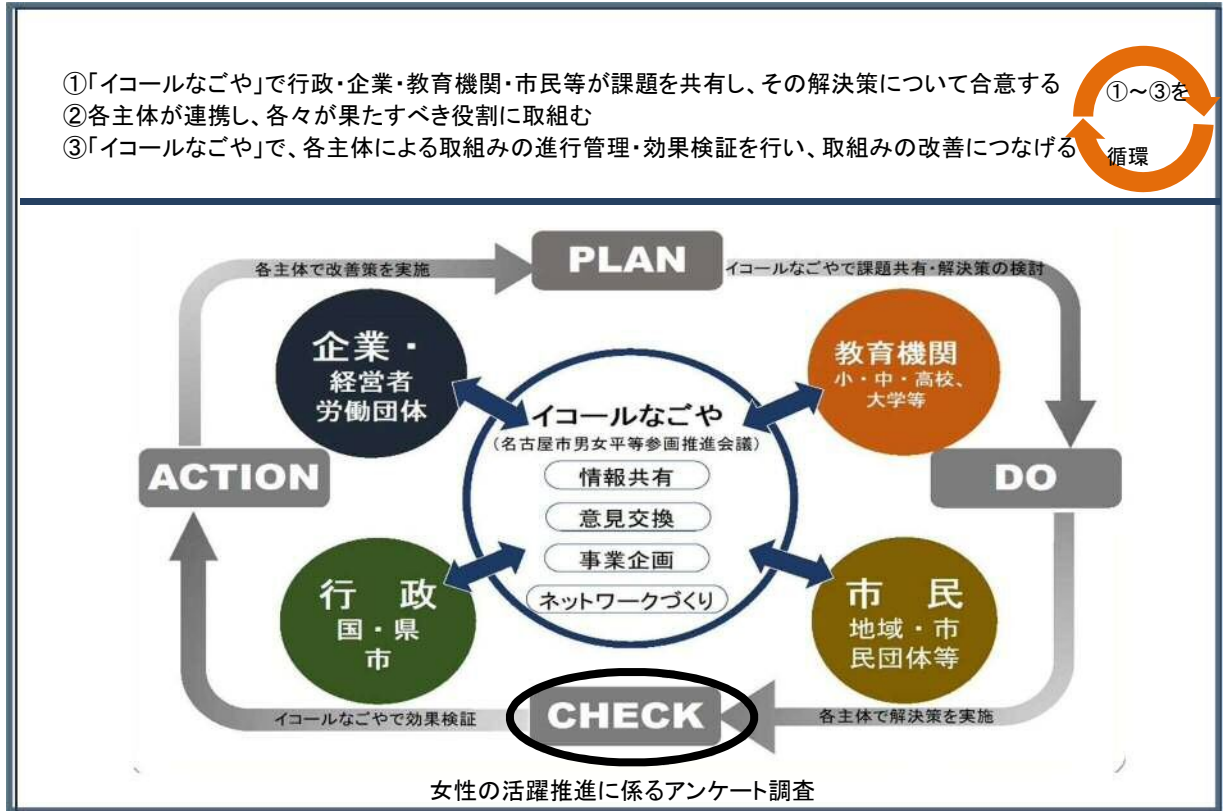 ①「イコールなごや」で行政・企業・教育機関・市民等が課題を共有し、その解決策について合意する
②各主体が連携し、各々が果たすべき役割に取組む
③「イコールなごや」で、各主体による取組みの進行管理・効果検証を行い、取組みの改善につなげる
①～③を
循環
PLAN
各主体で改善策を実施
イコールなごやで課題共有・解決策の検討
企業・
経営者
労働団体
教育機関
小・中・高校、
大学等
イコールなごや
(名古屋市男女平等参画推進会議)
情報共有
意見交換
事業企画
ネットワークづくり
ACTION
DO
行 政
国・県
市
市 民
地域・市
民団体等
イコールなごやで効果検証
CHECK
各主体で解決策を実施
女性の活躍推進に係るアンケート調査